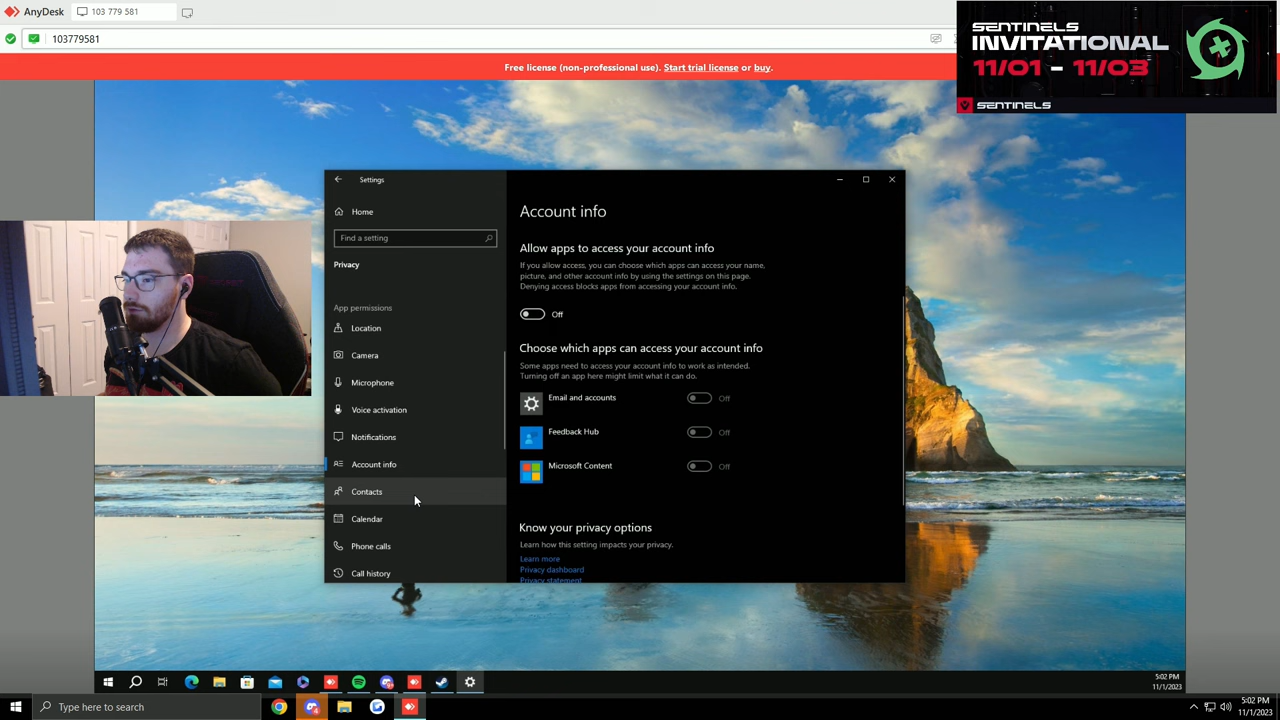 AnyDesk
103 779 581
103779581
Free license (non-professional use). Start trial license or buy.
SENTINELS
INVITATIONAL
11/01 - 11/03
SENTINELS
Settings
Home
Find a setting
Privacy
App permissions
Location
Camera
Microphone
Voice activation
Notifications
Account info
Contacts
Calendar
Phone calls
Call history
Account info
Allow apps to access your account info
If you allow access, you can choose which apps can access your name,
picture, and other account info by using the settings on this page.
Denying access blocks apps from accessing your account info.
Off
Choose which apps can access your account info
Some apps need to access your account info to work as intended.
Turning off an app here might limit what it can do.
Email and accounts
Off
Feedback Hub
Off
Microsoft Content
Off
Know your privacy options
Learn how this setting impacts your privacy.
Learn more
Privacy dashboard
Privacy statement
5:02 PM
11/1/2023
Type here to search
5:02 PM
11/1/2023